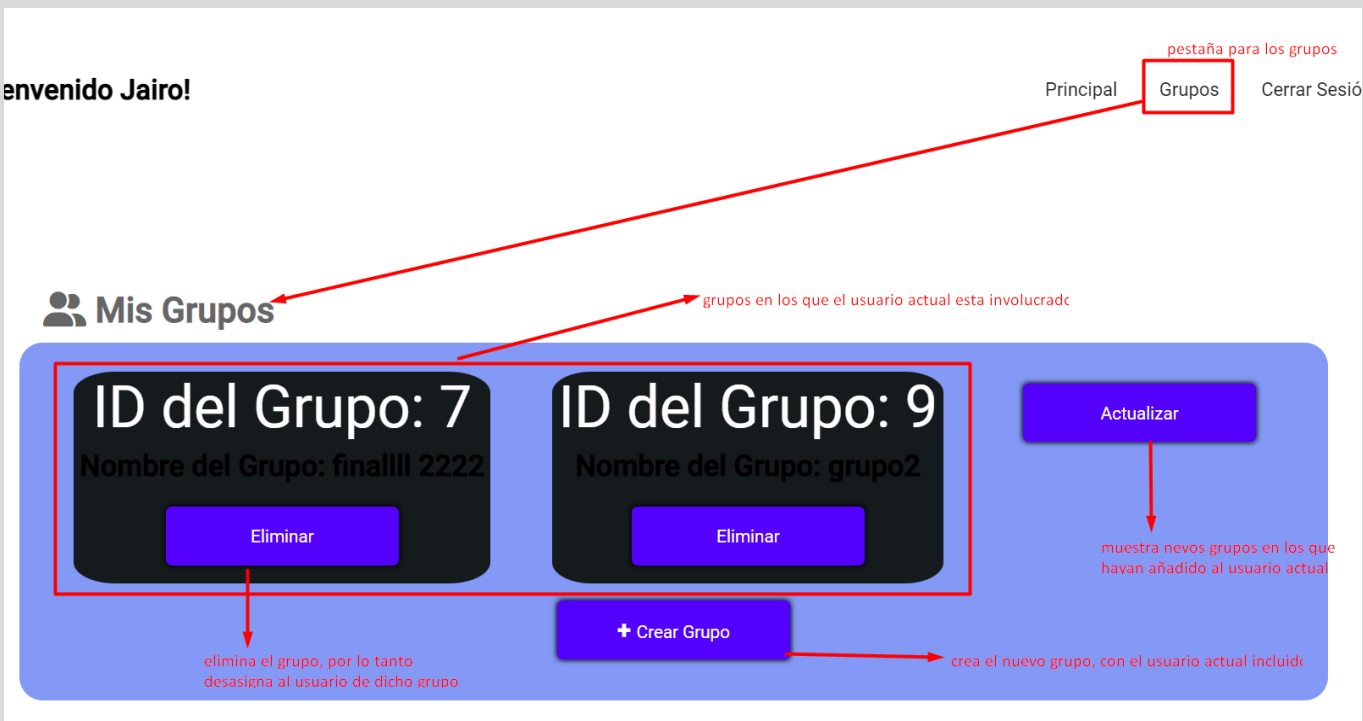 pestaña para los grupos
envenido Jairo!
Principal Grupos Cerrar Sesió
Mis Grupos
grupos en los que el usuario actual esta involucrado
ID del Grupo: 7
Nombre del Grupo: finallll 2222
Eliminar
ID del Grupo: 9
Nombre del Grupo: grupo2
Eliminar
Actualizar
muestra nevos grupos en los que
hayan añadido al usuario actual
+ Crear Grupo
elimina el grupo, por lo tanto
desasigna al usuario de dicho grupo
crea el nuevo grupo, con el usuario actual incluido